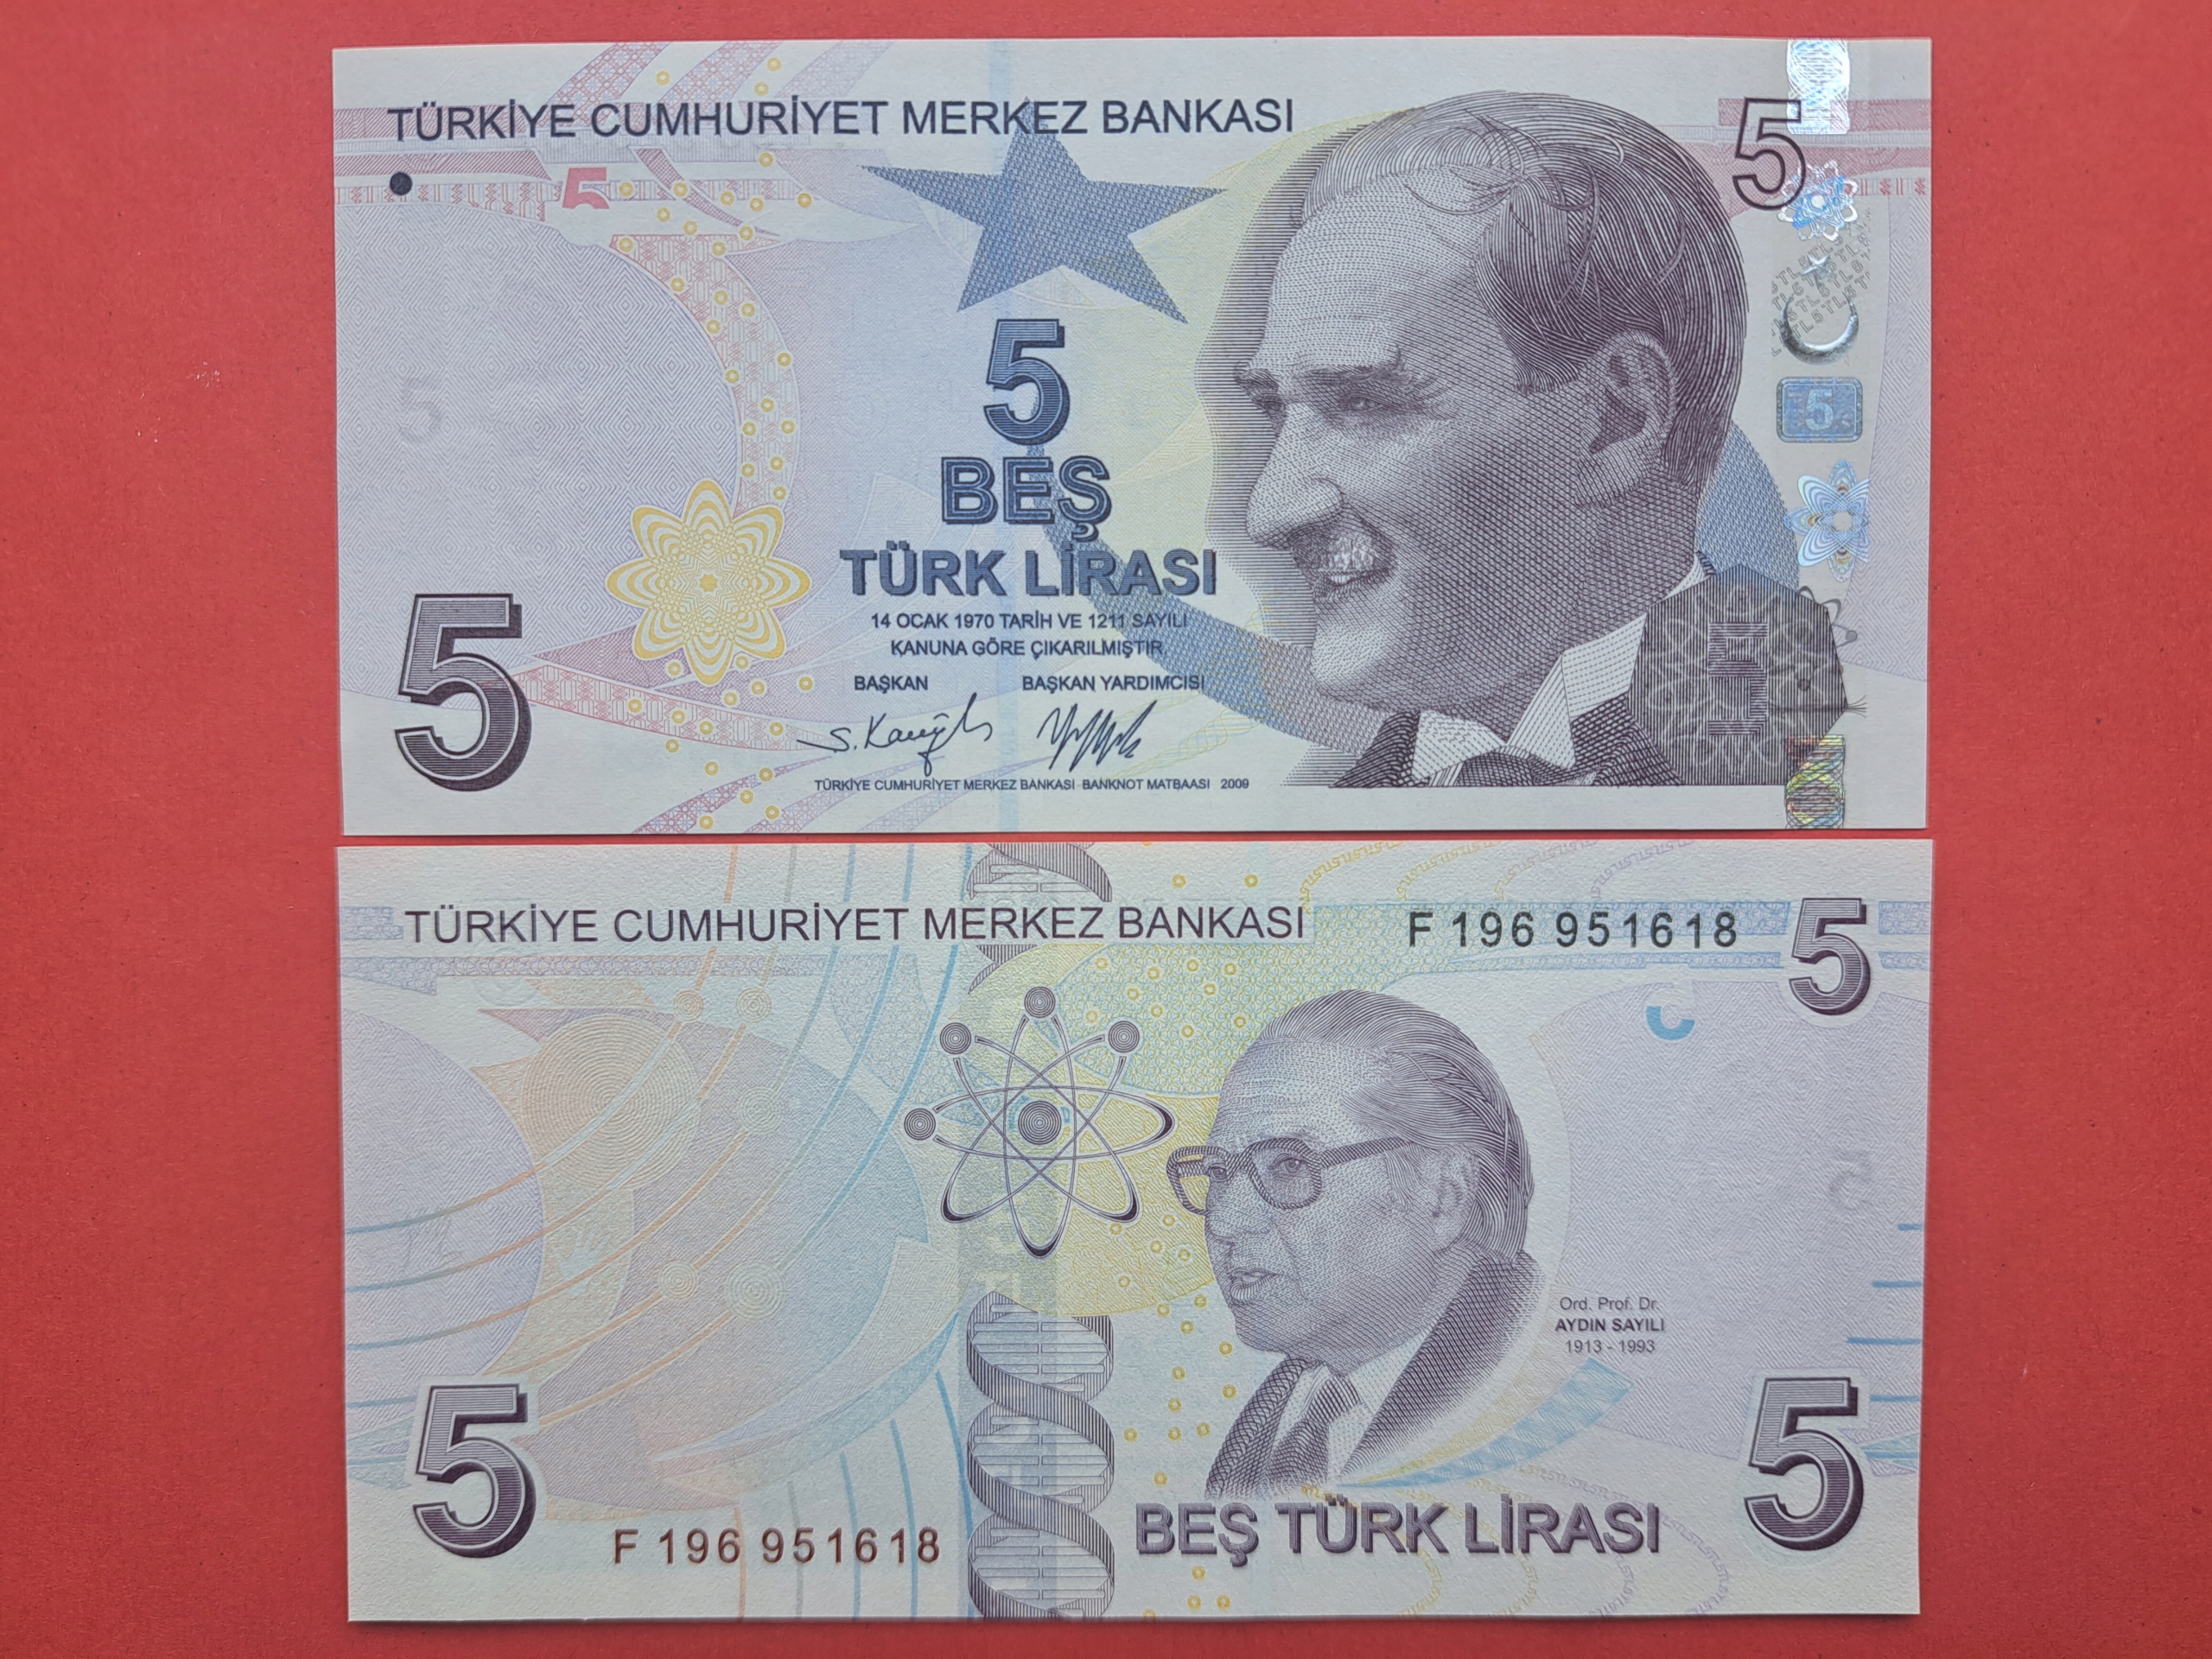 TÜRKİYE CUMHURİYET MERKEZ BANKASI
5
5
5
5
BEŞ
TÜRK LİRASI
14 OCAK 1970 TARİH VE 1211 SAYILI
KANUNA GÖRE ÇIKARILMIŞTIR.
BAŞKAN BAŞKAN YARDIMCISI
5
5
TÜRKİYE CUMHURİYET MERKEZ BANKASI BANKNOT MATBAASI 2009
TÜRKİYE CUMHURİYET MERKEZ BANKASI
F 196 951618
5
Ord. Prof. Dr.
AYDIN SAYILI
1913 - 1993
5
5
F 196 951618
BEŞ TÜRK LİRASI